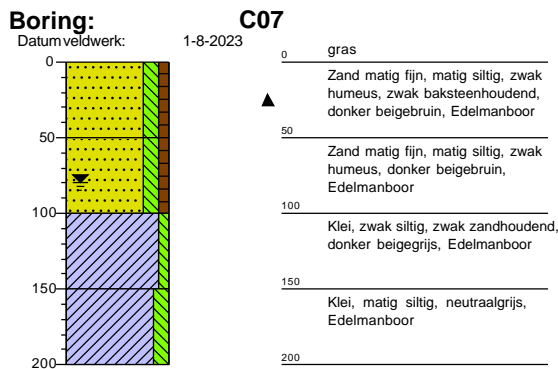 Boring: C07
Datum veldwerk: 1-8-2023
0
50
100
150
200
0 gras
Zand matig fijn, matig siltig, zwak
humeus, zwak baksteenhoudend,
donker beigebruin, Edelmanboor
50
Zand matig fijn, matig siltig, zwak
humeus, donker beigebruin,
Edelmanboor
100
Klei, zwak siltig, zwak zandhoudend,
donker beigegrijs, Edelmanboor
150
Klei, matig siltig, neutraalgrijs,
Edelmanboor
200